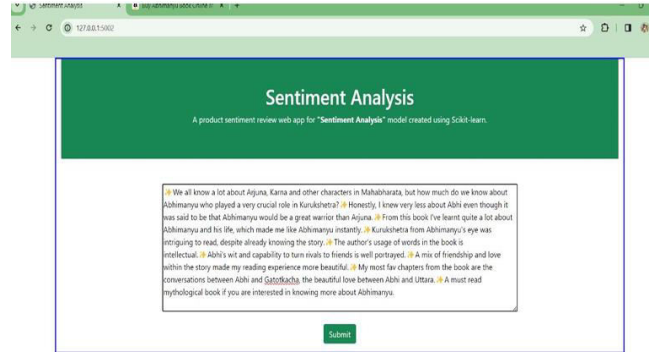 Sentiment Analysis
Buy Abhimanyu Book Online
127.0.0.1:5002
Sentiment Analysis
A product sentiment review web app for "Sentiment Analysis" model created using Scikit-learn.
✨We all know a lot about Arjuna, Karna and other characters in Mahabharata, but how much do we know about
Abhimanyu who played a very crucial role in Kurukshetra?✨Honestly, I knew very less about Abhi even though it
was said to be that Abhimanyu would be a great warrior than Arjuna.✨From this book I've learnt quite a lot about
Abhimanyu and his life, which made me like Abhimanyu instantly.✨Kurukshetra from Abhimanyu's eye was
intriguing to read, despite already knowing the story.✨The author's usage of words in the book is
intellectual.✨Abhi's wit and capability to turn rivals to friends is well portrayed.✨A mix of friendship and love
within the story made my reading experience more beautiful.✨My most fav chapters from the book are the
conversations between Abhi and Gatotkacha, the beautiful love between Abhi and Uttara.✨A must read
mythological book if you are interested in knowing more about Abhimanyu.
Submit